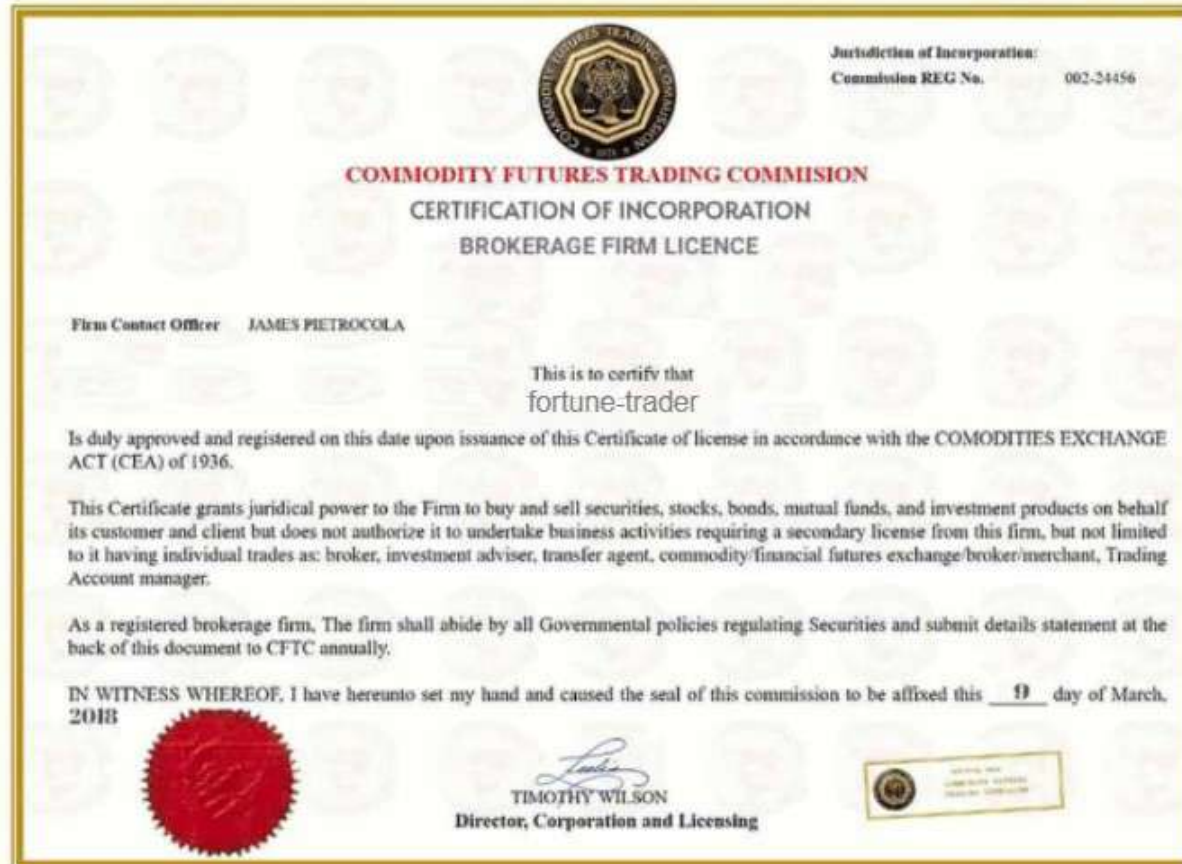 COMMODITY FUTURES TRADING COMMISSION
Jurisdiction of Incorporation:
Commission REG No. 002-24456
COMMODITY FUTURES TRADING COMMISION
CERTIFICATION OF INCORPORATION
BROKERAGE FIRM LICENCE
Firm Contact Officer JAMES PIETROCOLA
This is to certify that
fortune-trader
Is duly approved and registered on this date upon issuance of this Certificate of license in accordance with the COMODITIES EXCHANGE
ACT (CEA) of 1936.
This Certificate grants juridical power to the Firm to buy and sell securities, stocks, bonds, mutual funds, and investment products on behalf
its customer and client but does not authorize it to undertake business activities requiring a secondary license from this firm, but not limited
to it having individual trades as: broker, investment adviser, transfer agent, commodity/financial futures exchange/broker/merchant, Trading
Account manager.
As a registered brokerage firm, The firm shall abide by all Governmental policies regulating Securities and submit details statement at the
back of this document to CFTC annually.
IN WITNESS WHEREOF, I have hereunto set my hand and caused the seal of this commission to be affixed this 9 day of March,
2018
TIMOTHY WILSON
Director, Corporation and Licensing